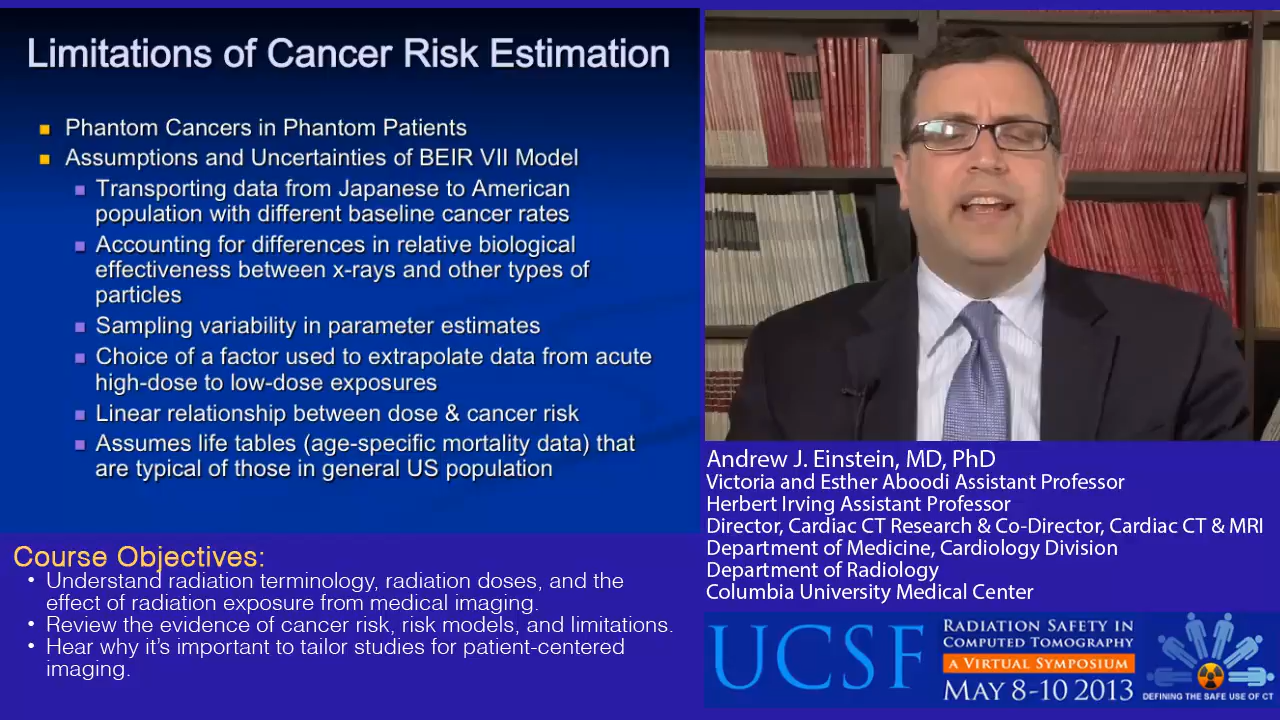 Limitations of Cancer Risk Estimation
Phantom Cancers in Phantom Patients
Assumptions and Uncertainties of BEIR VII Model
Transporting data from Japanese to American
population with different baseline cancer rates
Accounting for differences in relative biological
effectiveness between x-rays and other types of
particles
Sampling variability in parameter estimates
Choice of a factor used to extrapolate data from acute
high-dose to low-dose exposures
Linear relationship between dose & cancer risk
Assumes life tables (age-specific mortality data) that
are typical of those in general US population
Course Objectives:
• Understand radiation terminology, radiation doses, and the
effect of radiation exposure from medical imaging.
• Review the evidence of cancer risk, risk models, and limitations.
• Hear why it's important to tailor studies for patient-centered
imaging.
Andrew J. Einstein, MD, PhD
Victoria and Esther Aboodi Assistant Professor
Herbert Irving Assistant Professor
Director, Cardiac CT Research & Co-Director, Cardiac CT & MRI
Department of Medicine, Cardiology Division
Department of Radiology
Columbia University Medical Center
UCSF
Radiation Safety in
Computed Tomography
a Virtual Symposium
May 8-10 2013
DEFINING THE SAFE USE OF CT